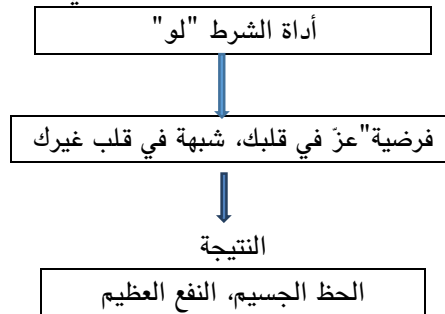 أداة الشرط "لو"
فرضية"عزّ في قلبك، شبهة في قلب غيرك
النتيجة
الحظ الجسيم، النفع العظيم